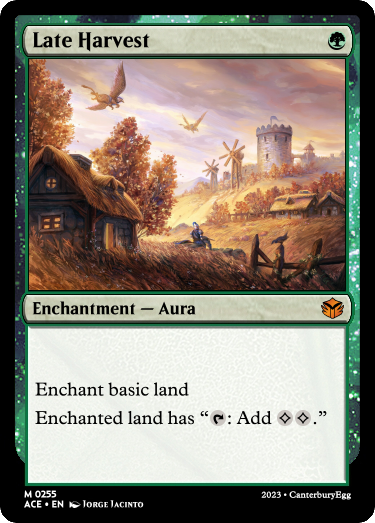 Late Harvest
Enchantment — Aura
Enchant basic land
Enchanted land has “: Add .”
M 0255
ACE • EN Jorge Jacinto
2023 • CanterburyEgg